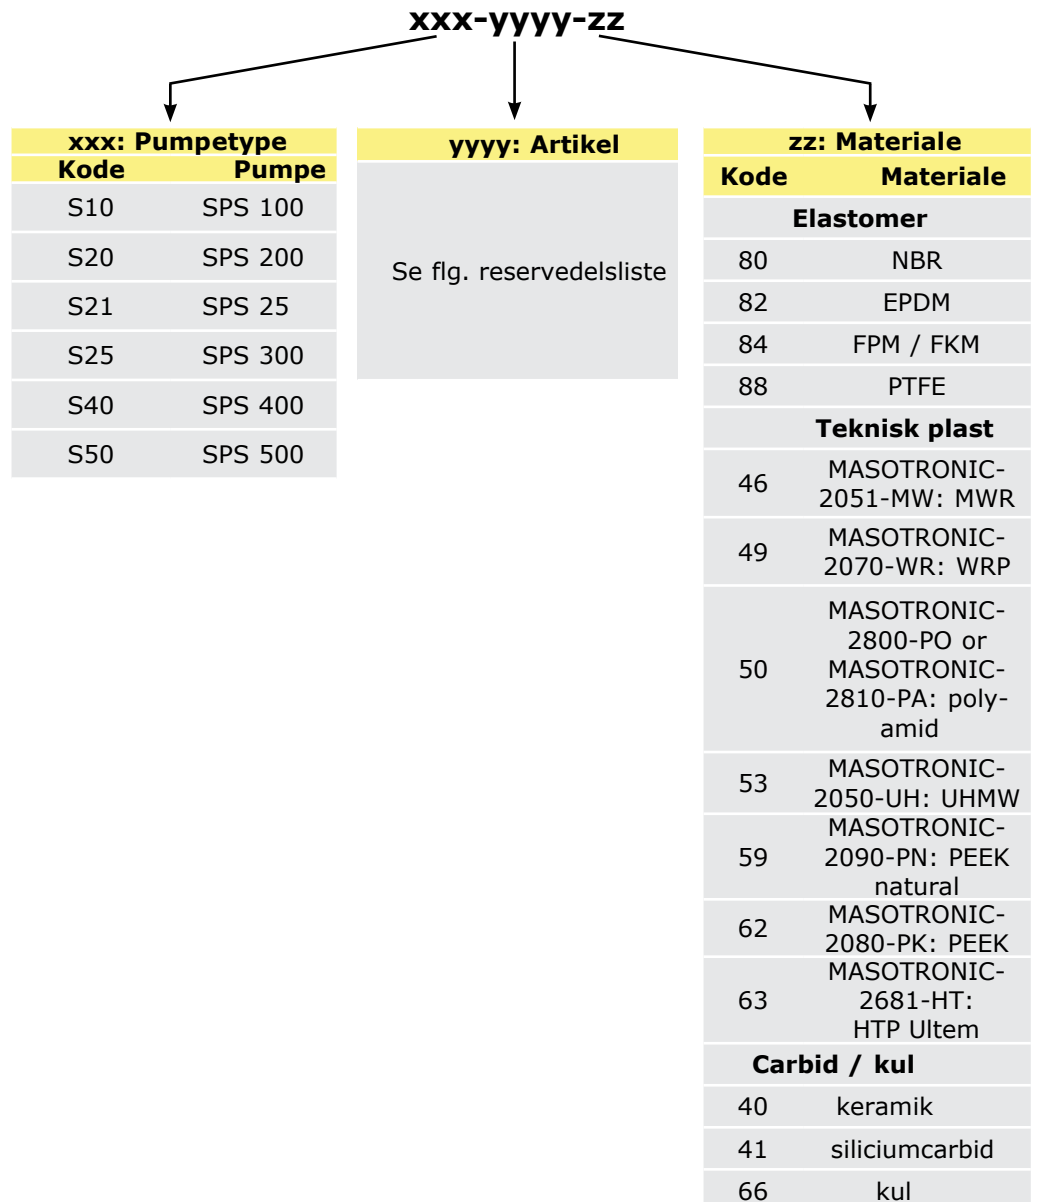 xxx-yyyy-zz
xxx: Pumpetype
Kode Pumpe
S10 SPS 100
S20 SPS 200
S21 SPS 25
S25 SPS 300
S40 SPS 400
S50 SPS 500
yyyy: Artikel
Se flg. reservedelsliste
zz: Materiale
Kode Materiale
Elastomer
80 NBR
82 EPDM
84 FPM / FKM
88 PTFE
Teknisk plast
46 MASOTRONIC-
2051-MW: MWR
49 MASOTRONIC-
2070-WR: WRP
50 MASOTRONIC-
2800-PO or
MASOTRONIC-
2810-PA: poly-
amid
53 MASOTRONIC-
2050-UH: UHMW
59 MASOTRONIC-
2090-PN: PEEK
natural
62 MASOTRONIC-
2080-PK: PEEK
63 MASOTRONIC-
2681-HT:
HTP Ultem
Carbid / kul
40 keramik
41 siliciumcarbid
66 kul